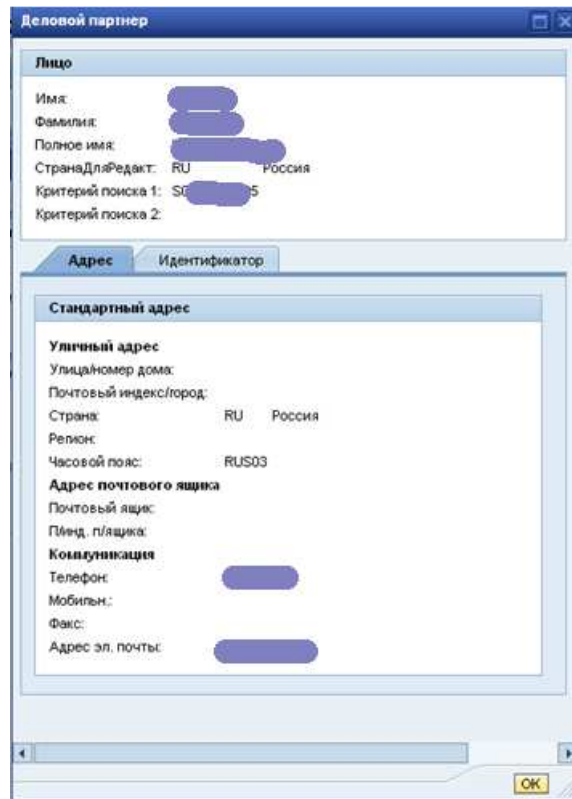 Деловой партнер
Лицо
Имя:
Фамилия:
Полное имя:
СтранаДляРедакт: RU Россия
Критерий поиска 1: S0 5
Критерий поиска 2:
Адрес Идентификатор
Стандартный адрес
Уличный адрес
Улица/номер дома:
Почтовый индекс/город:
Страна: RU Россия
Регион:
Часовой пояс: RUS03
Адрес почтового ящика
Почтовый ящик:
П/инд. п/ящика:
Коммуникация
Телефон:
Мобильн.:
Факс:
Адрес эл. почты:
OK